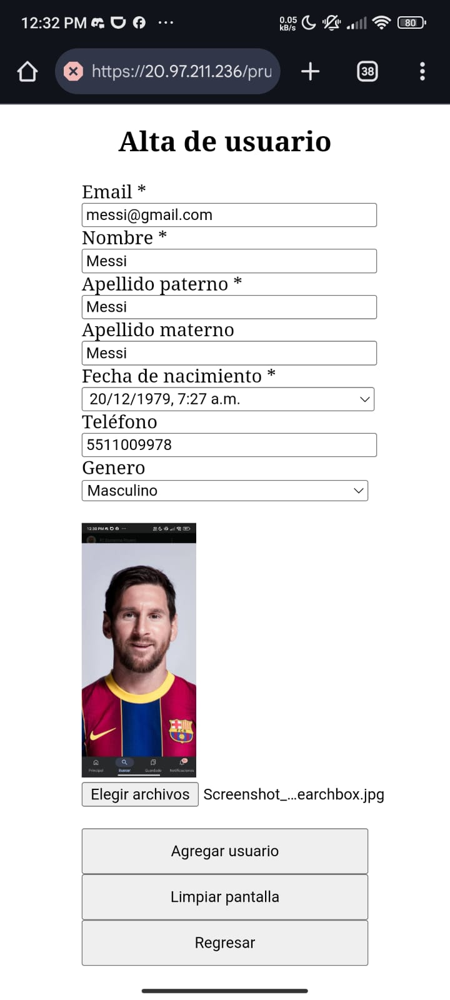 12:32 PM ...
0.05
kB/s
80
https://20.97.211.236/pru
38
Alta de usuario
Email *
messi@gmail.com
Nombre *
Messi
Apellido paterno *
Messi
Apellido materno
Messi
Fecha de nacimiento *
20/12/1979, 7:27 a.m.
Teléfono
5511009978
Genero
Masculino
12:30 PM
Principal
Buscar
Guardado
Notificaciones
Elegir archivos Screenshot_...earchbox.jpg
Agregar usuario
Limpiar pantalla
Regresar